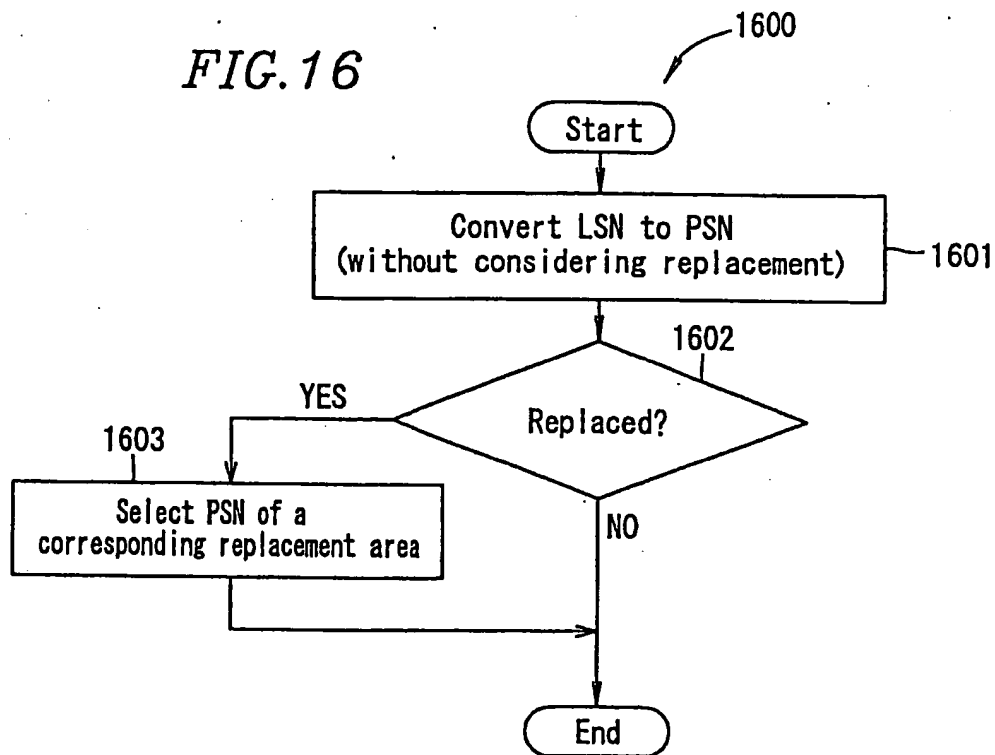 1600
FIG.16
Start
Convert LSN to PSN
(without considering replacement)
1601
1602
YES
Replaced?
1603
Select PSN of a
corresponding replacement area
NO
End